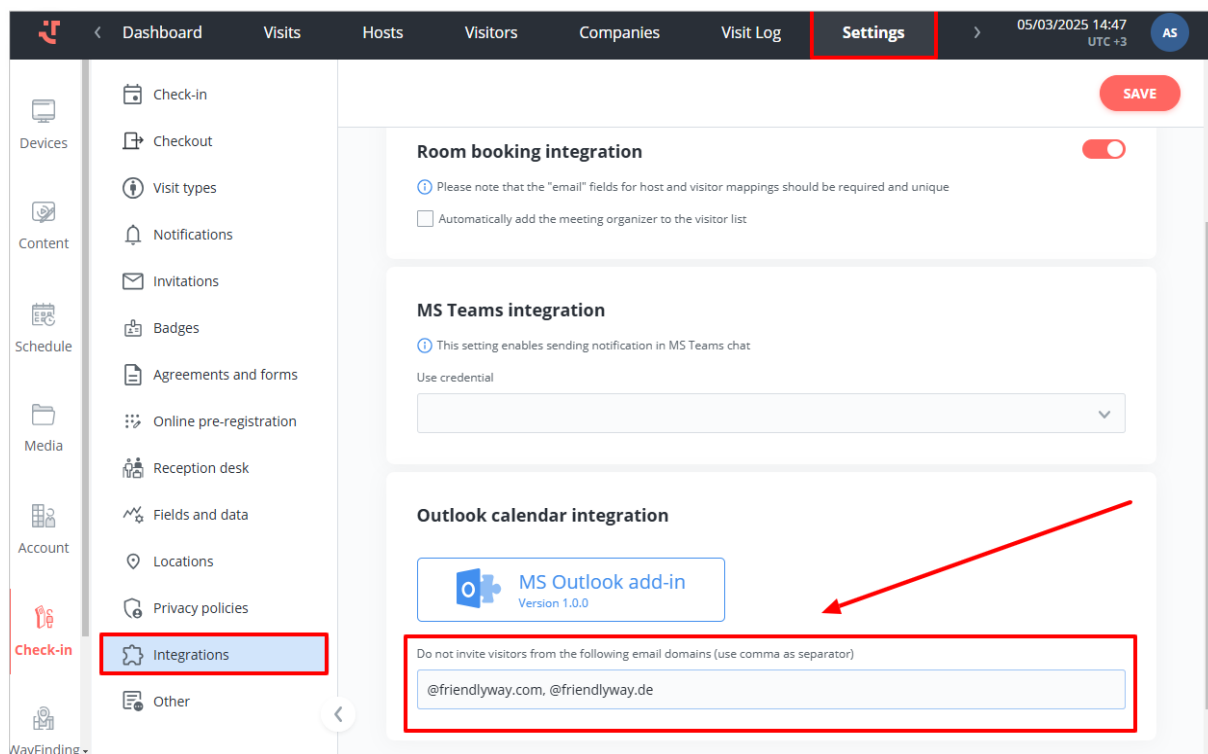 Dashboard
Visits
Hosts
Visitors
Companies
Visit Log
Settings
05/03/2025 14:47
UTC +3
AS
Devices
Content
Schedule
Media
Account
Check-in
WayFinding
Check-in
Checkout
Visit types
Notifications
Invitations
Badges
Agreements and forms
Online pre-registration
Reception desk
Fields and data
Locations
Privacy policies
Integrations
Other
SAVE
Room booking integration
Please note that the "email" fields for host and visitor mappings should be required and unique
Automatically add the meeting organizer to the visitor list
MS Teams integration
This setting enables sending notification in MS Teams chat
Use credential
Outlook calendar integration
MS Outlook add-in
Version 1.0.0
Do not invite visitors from the following email domains (use comma as separator)
@friendlyway.com, @friendlyway.de